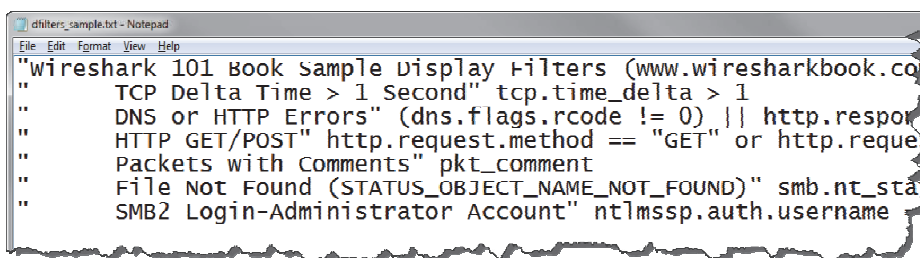 dfilters_sample.txt - Notepad
File Edit Format View Help
"Wireshark 101 Book Sample Display Filters (www.wiresharkbook.co
" TCP Delta Time > 1 Second" tcp.time_delta > 1
" DNS or HTTP Errors" (dns.flags.rcode != 0) || http.respon
" HTTP GET/POST" http.request.method == "GET" or http.reque
" Packets with Comments" pkt_comment
" File Not Found (STATUS_OBJECT_NAME_NOT_FOUND)" smb.nt_sta
" SMB2 Login-Administrator Account" ntlmssp.auth.username